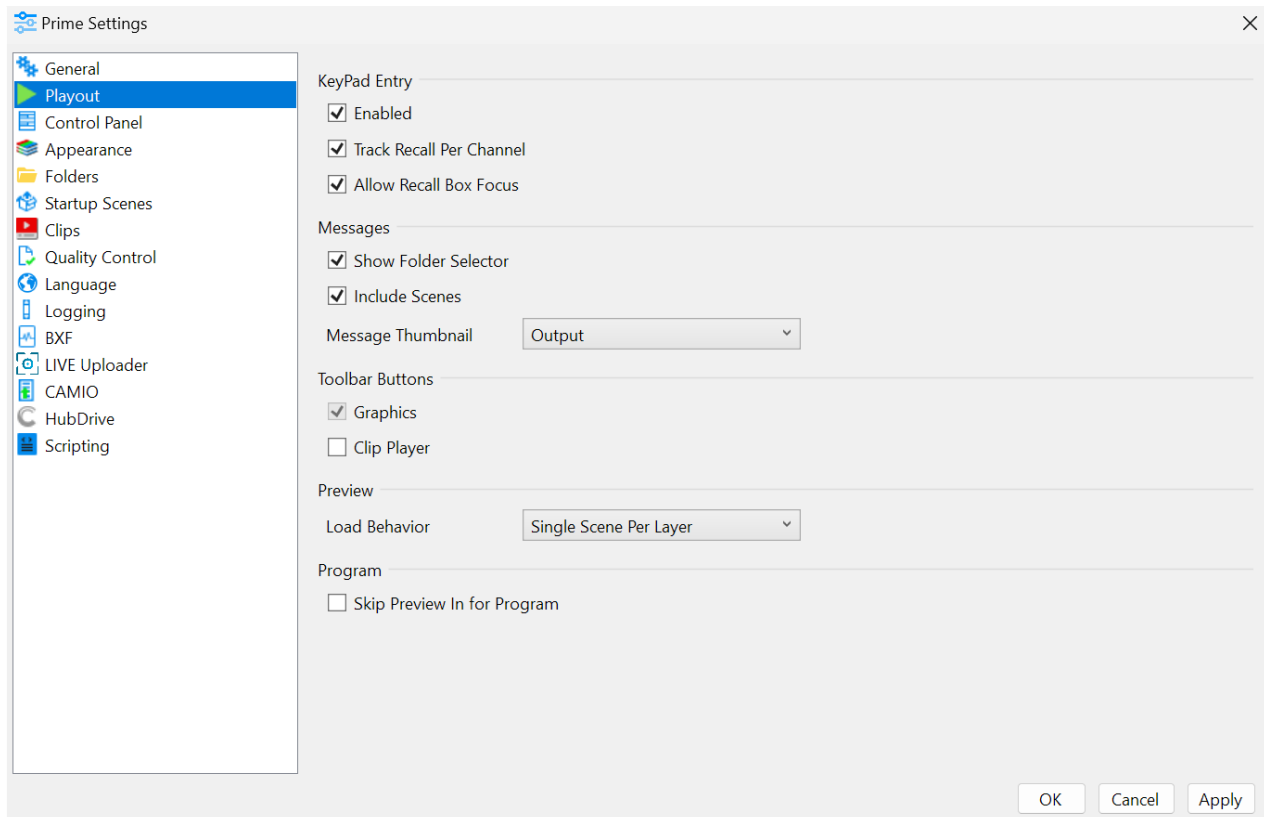 Prime Settings
General
Playout
Control Panel
Appearance
Folders
Startup Scenes
Clips
Quality Control
Language
Logging
BXF
LIVE Uploader
CAMIO
HubDrive
Scripting
KeyPad Entry
Enabled
Track Recall Per Channel
Allow Recall Box Focus
Messages
Show Folder Selector
Include Scenes
Message Thumbnail Output
Toolbar Buttons
Graphics
Clip Player
Preview
Load Behavior Single Scene Per Layer
Program
Skip Preview In for Program
OK Cancel Apply